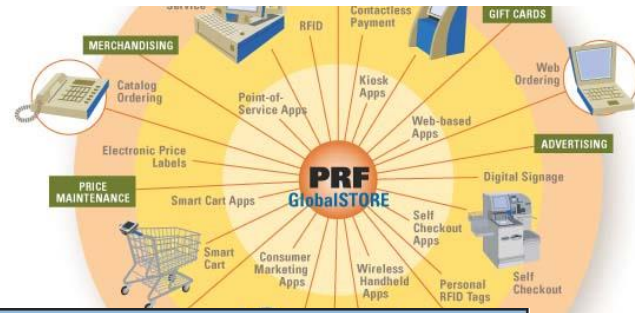 Service
RFID
Contactless
Payment
GIFT CARDS
MERCHANDISING
Catalog
Ordering
Point-of-
Service Apps
Kiosk
Apps
Web
Ordering
Web-based
Apps
Electronic Price
Labels
ADVERTISING
PRICE
MAINTENANCE
Smart Cart Apps
PRF
GlobalSTORE
Digital Signage
Self
Checkout
Apps
Smart
Cart
Consumer
Marketing
Apps
Wireless
Handheld
Apps
Personal
RFID Tags
Self
Checkout